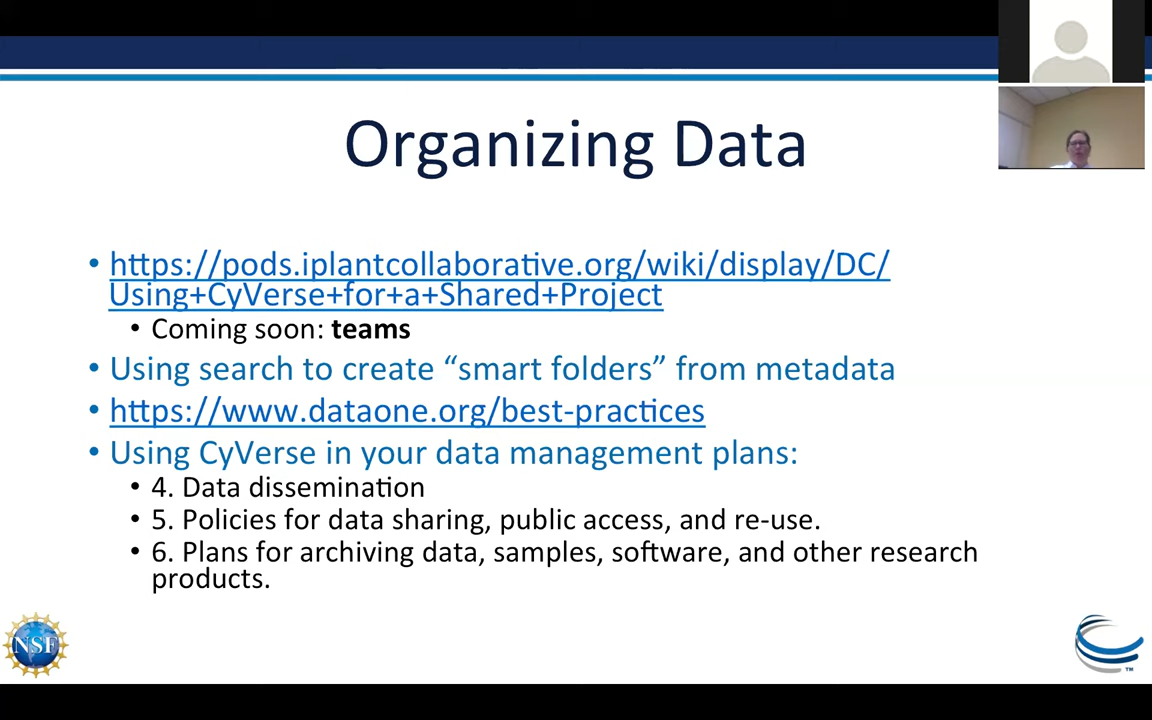 Organizing Data
• https://pods.iplantcollaborative.org/wiki/display/DC/
Using+CyVerse+for+a+Shared+Project
• Coming soon: teams
• Using search to create “smart folders” from metadata
• https://www.dataone.org/best-practices
• Using CyVerse in your data management plans:
• 4. Data dissemination
• 5. Policies for data sharing, public access, and re-use.
• 6. Plans for archiving data, samples, software, and other research
products.
NSF
TM